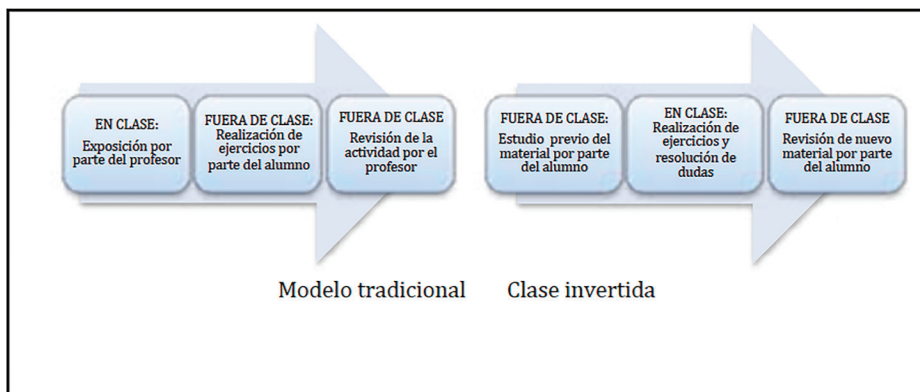 EN CLASE:
Exposición por
parte del profesor
FUERA DE CLASE:
Realización de
ejercicios por
parte del alumno
FUERA DE CLASE
Revisión de la
actividad por el
profesor
FUERA DE CLASE:
Estudio previo del
material por parte
del alumno
EN CLASE:
Realización de
ejercicios y
resolución de
dudas
FUERA DE CLASE
Revisión de nuevo
material por parte
del alumno
Modelo tradicional
Clase invertida